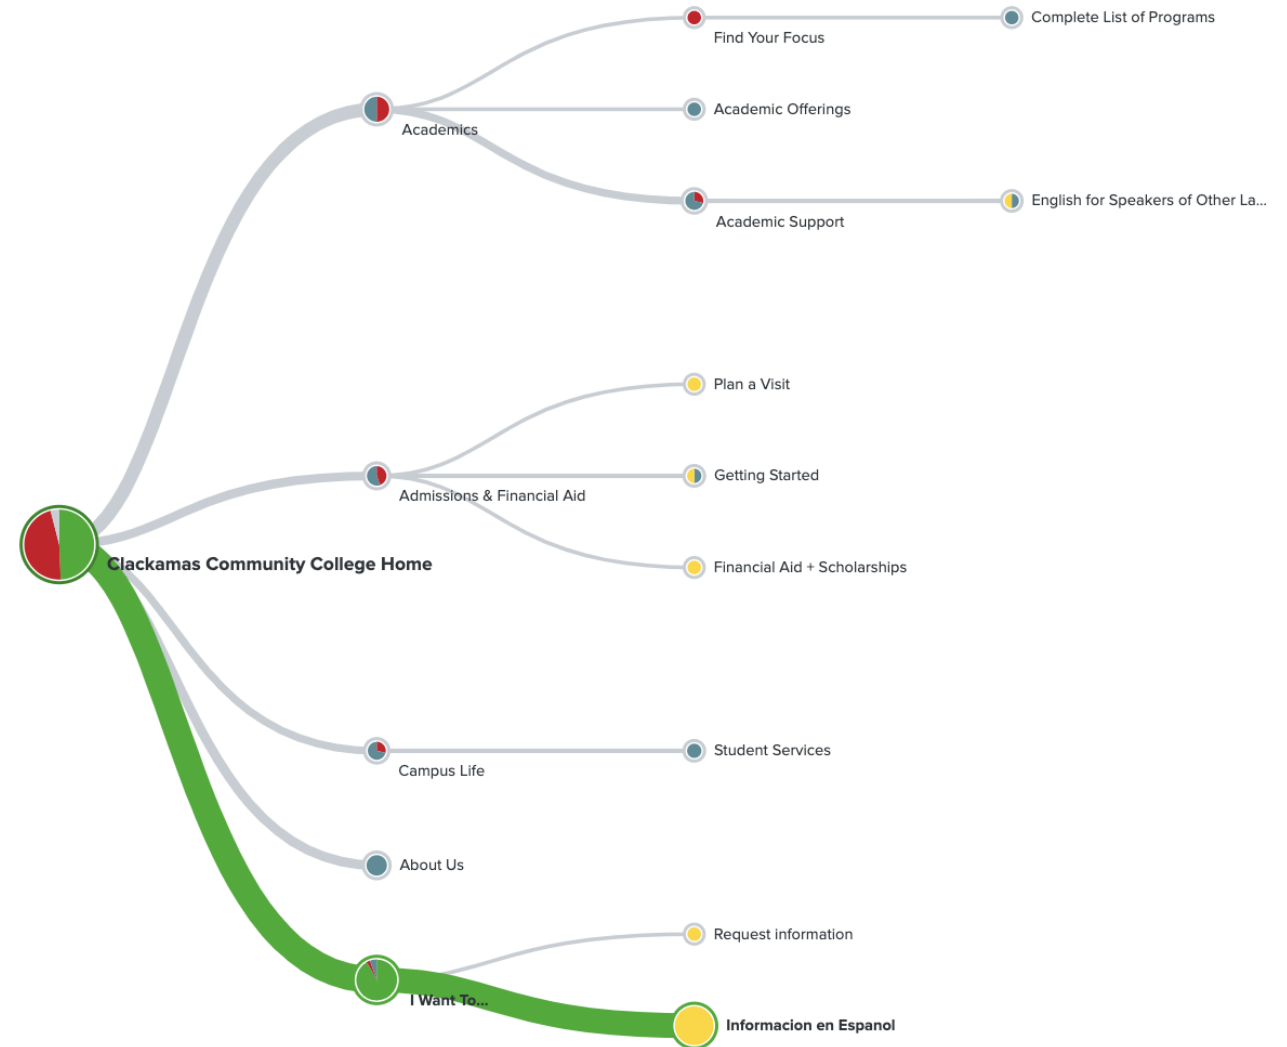 Complete List of Programs
Find Your Focus
Academic Offerings
Academics
English for Speakers of Other La...
Academic Support
Plan a Visit
Getting Started
Admissions & Financial Aid
Clackamas Community College Home
Financial Aid + Scholarships
Student Services
Campus Life
About Us
Request information
I Want To...
Informacion en Espanol